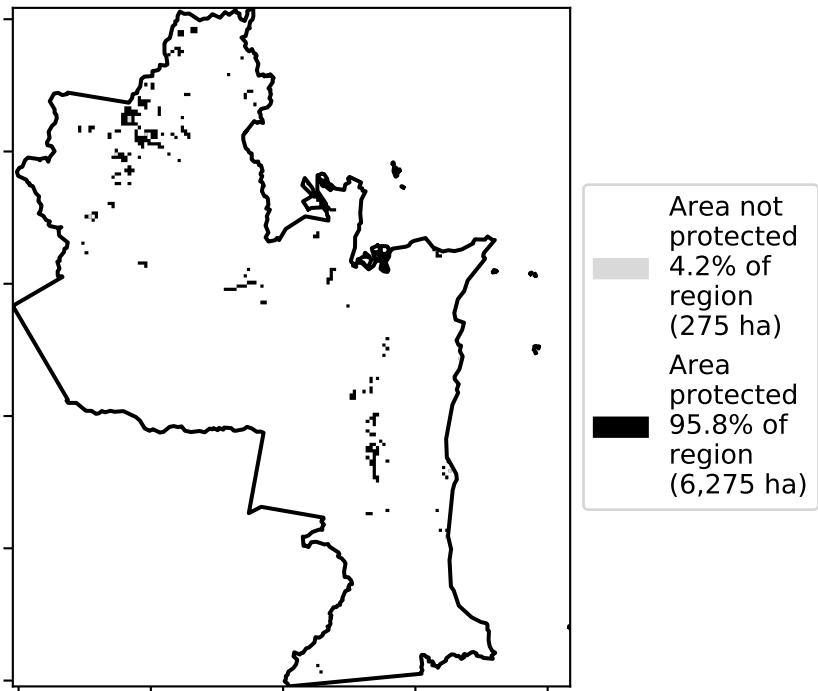 Area not
protected
4.2% of
region
(275 ha)
Area
protected
95.8% of
region
(6,275 ha)